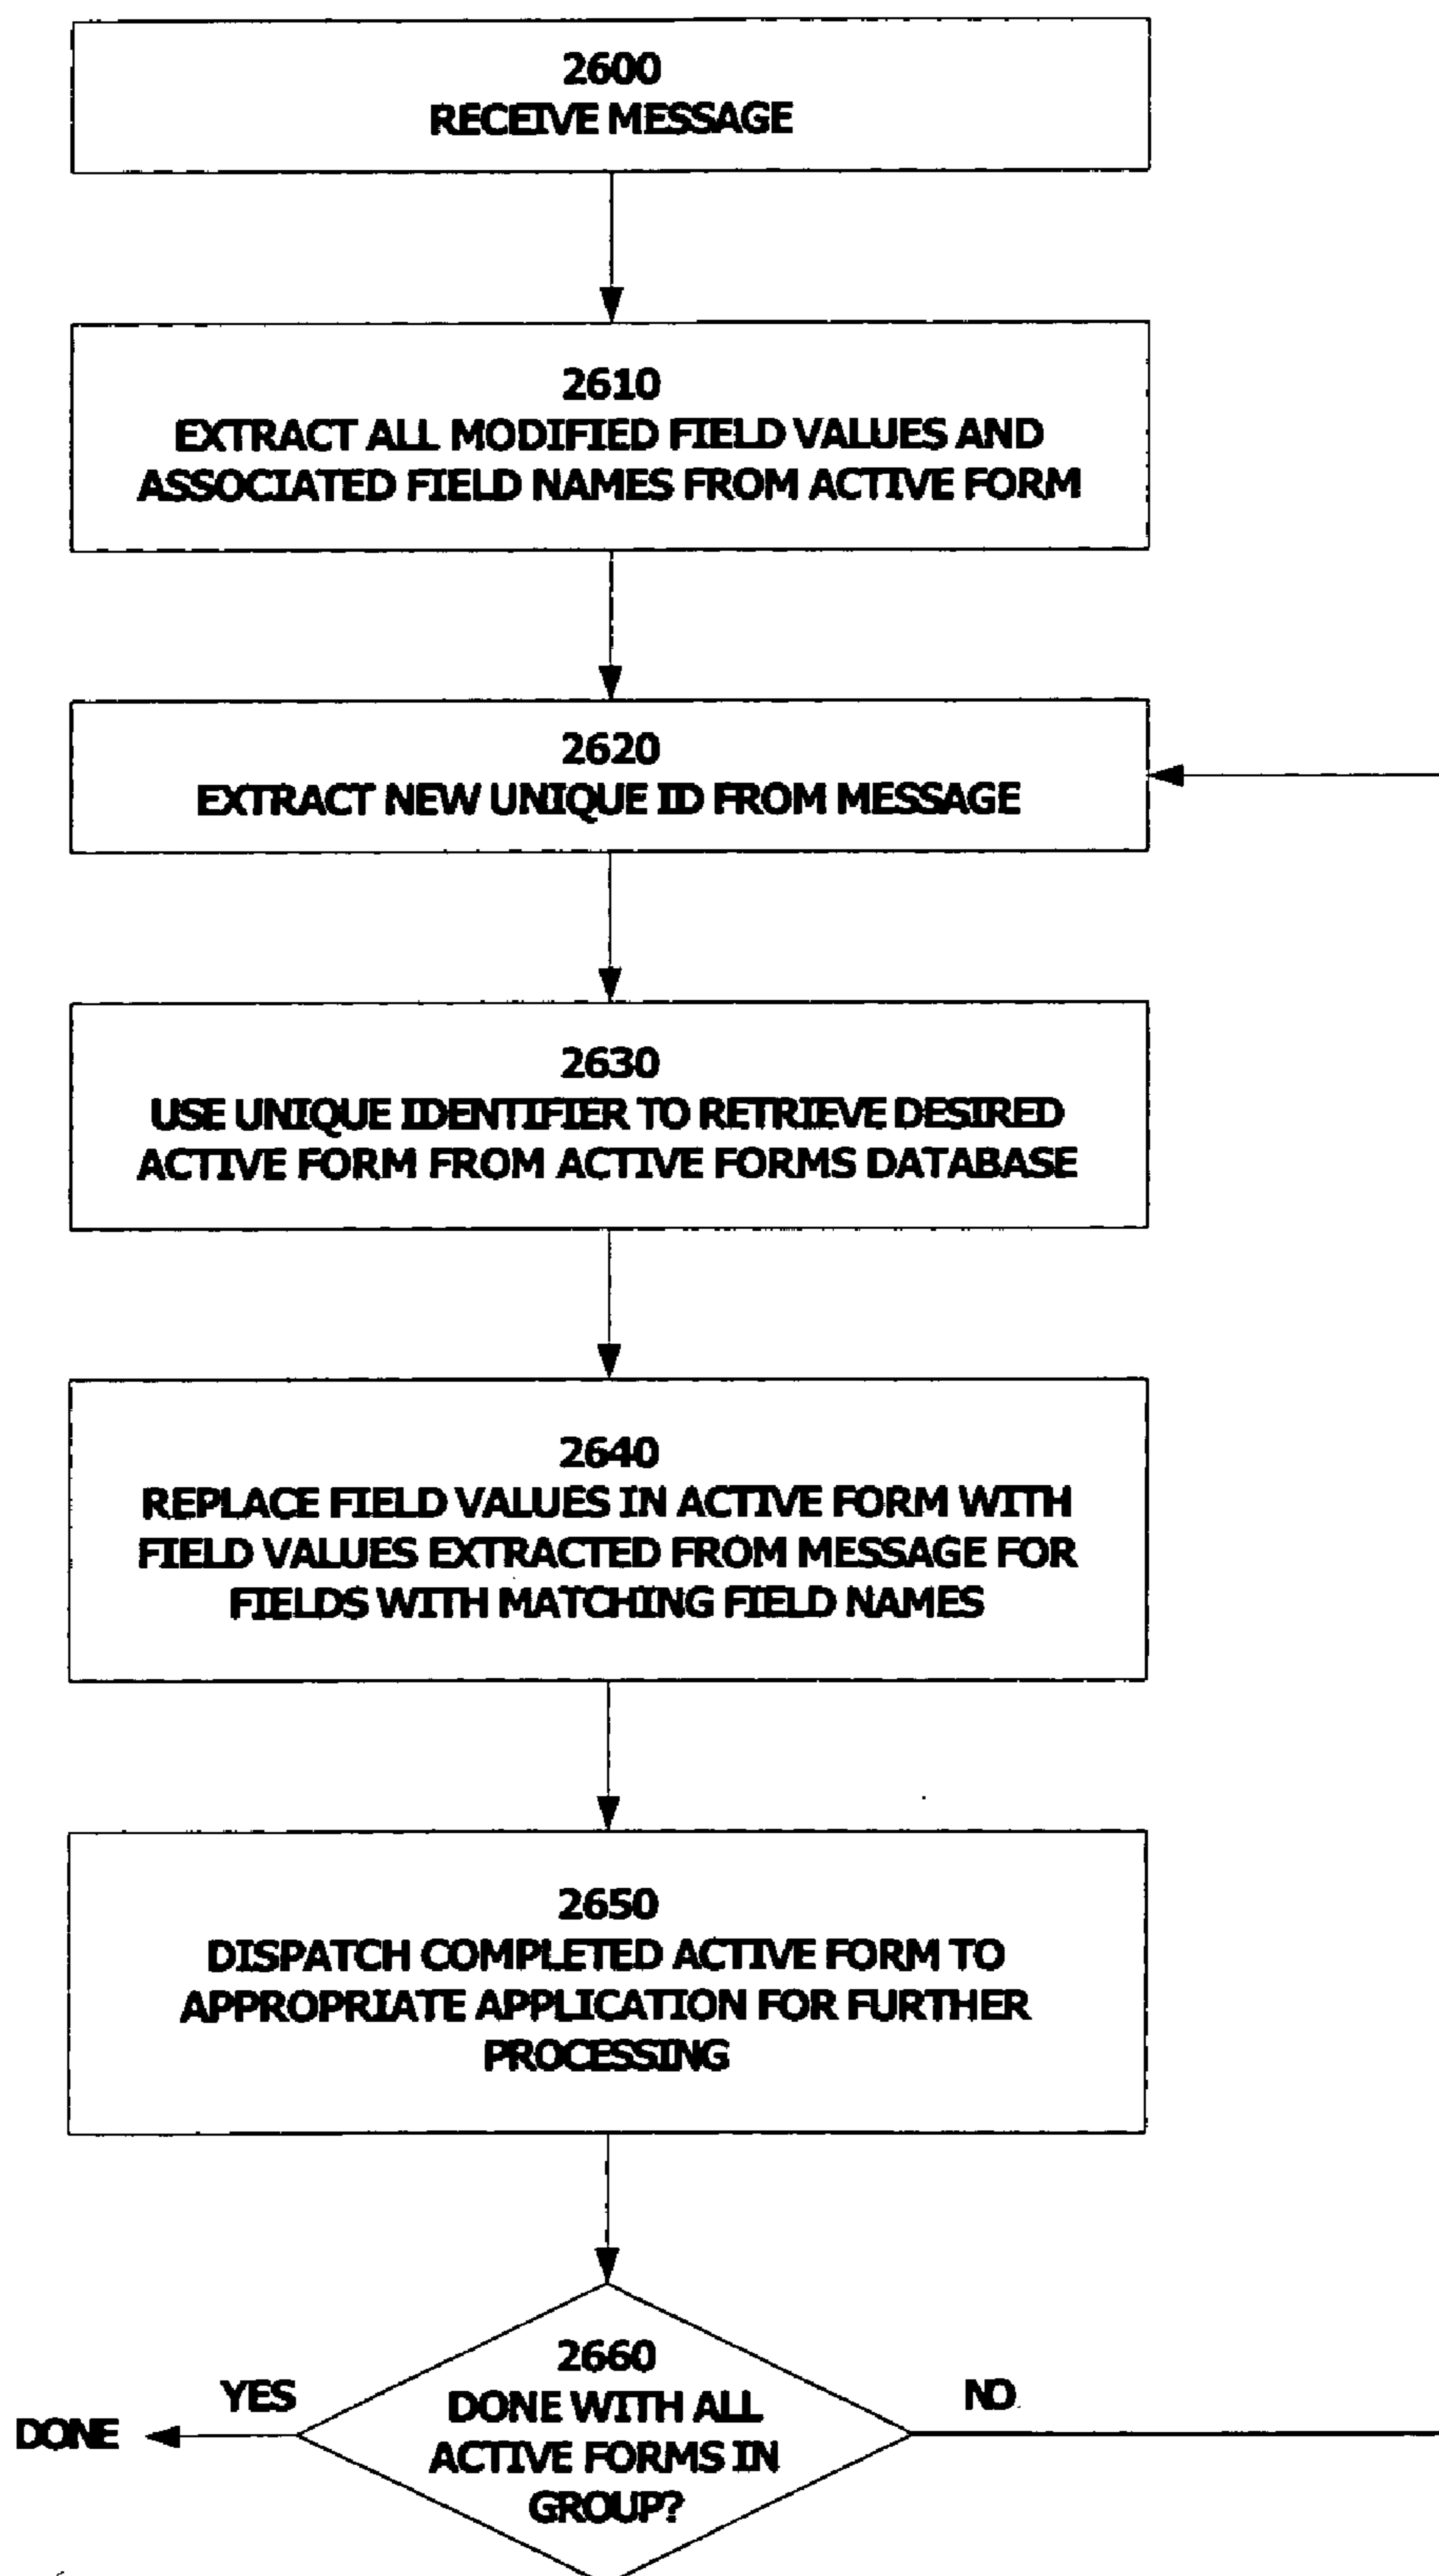 2600
RECEIVE MESSAGE
2610
EXTRACT ALL MODIFIED FIELD VALUES AND
ASSOCIATED FIELD NAMES FROM ACTIVE FORM
2620
EXTRACT NEW UNIQUE ID FROM MESSAGE
2630
USE UNIQUE IDENTIFIER TO RETRIEVE DESIRED
ACTIVE FORM FROM ACTIVE FORMS DATABASE
2640
REPLACE FIELD VALUES IN ACTIVE FORM WITH
FIELD VALUES EXTRACTED FROM MESSAGE FOR
FIELDS WITH MATCHING FIELD NAMES
2650
DISPATCH COMPLETED ACTIVE FORM TO
APPROPRIATE APPLICATION FOR FURTHER
PROCESSING
2660
DONE WITH ALL
ACTIVE FORMS IN
GROUP?
YES
NO
DONE